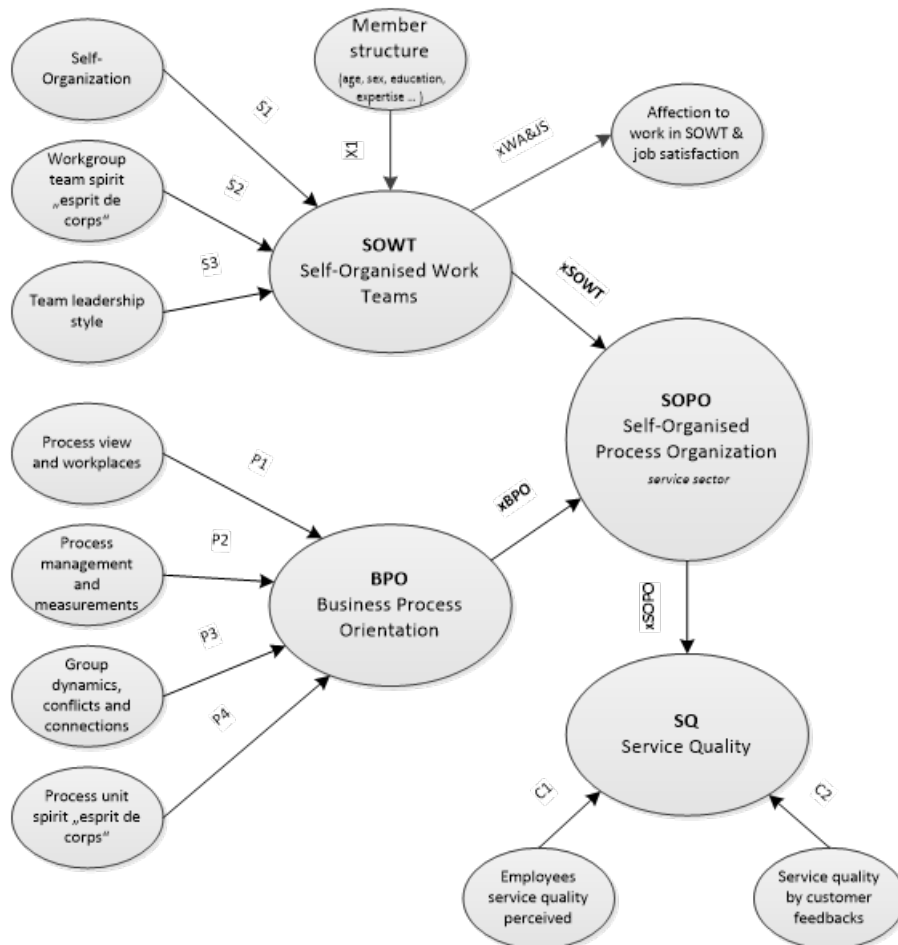 Self-
Organization
S1
Workgroup
team spirit
„esprit de
corps“
S2
Team leadership
style
S3
Member
structure
(age, sex, education,
expertise ... )
X1
xWA&JS
Affection to
work in SOWT &
job satisfaction
SOWT
Self-Organised Work
Teams
xSOWT
SOPO
Self-Organised
Process Organization
service sector
Process view
and workplaces
P1
Process
management
and
measurements
P2
Group
dynamics,
conflicts and
connections
P3
Process unit
spirit „esprit de
corps“
P4
BPO
Business Process
Orientation
xBPO
xSOPO
SQ
Service Quality
C1
C2
Employees
service quality
perceived
Service quality
by customer
feedbacks